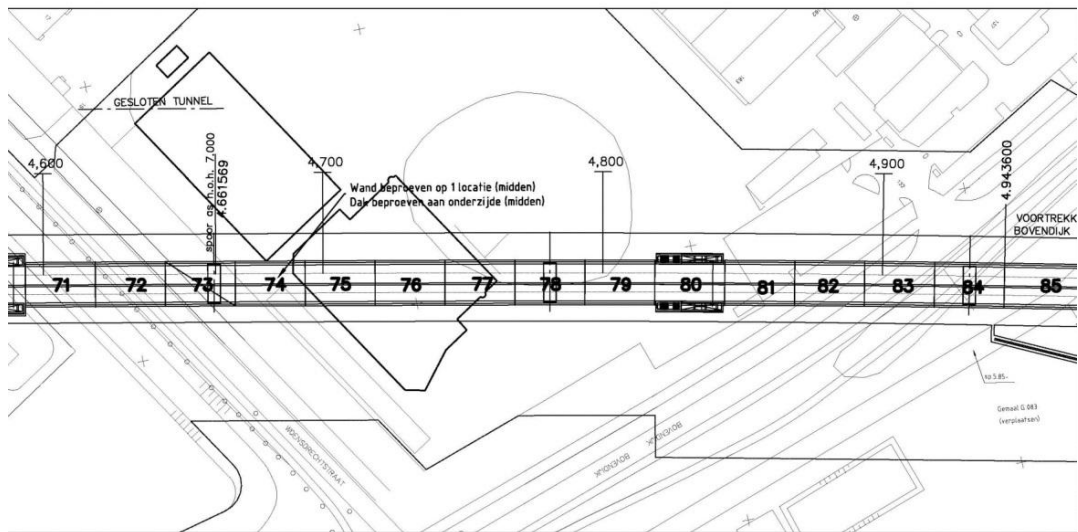 GESLOTEN TUNNEL
4,600
spoor as h.o.h. 7.000
4.661569
4,700
Wand beproeven op 1 locatie (midden)
Dak beproeven aan onderzijde (midden)
4,800
4,900
4.943600
VOORTREKK
BOVENDIJK
71
72
73
74
75
76
77
78
79
80
81
82
83
84
85
BOVENDIJK
BOVENDIJK
Gemaal G.083
(verplaatsen)